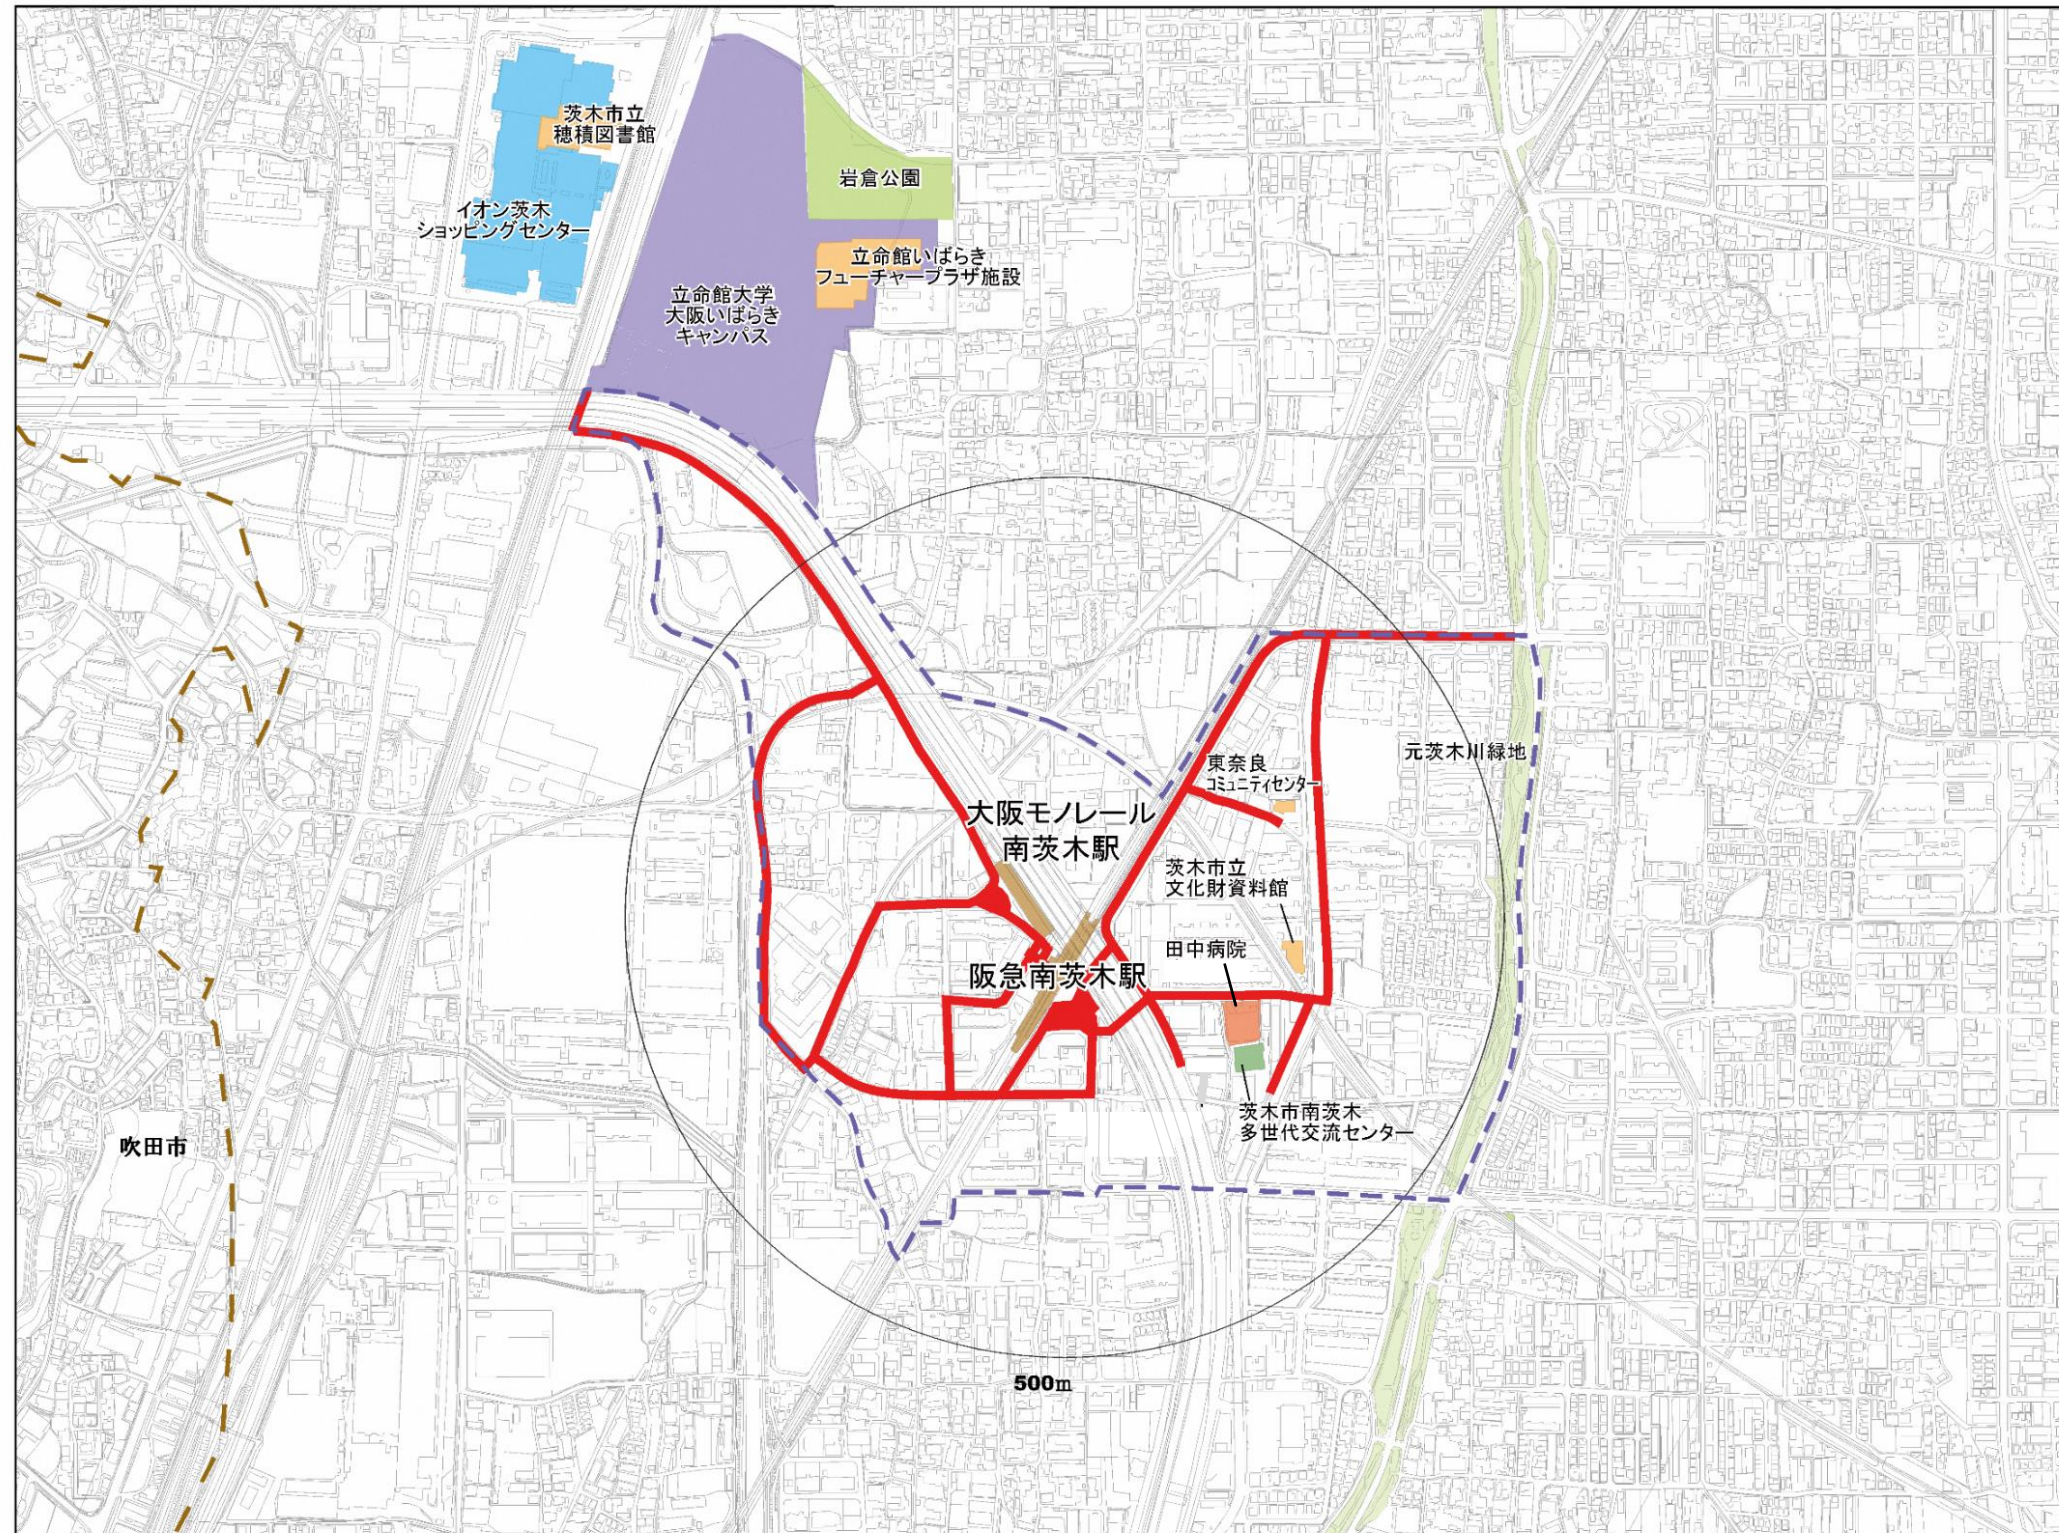 茨木市立
穂積図書館
岩倉公園
イオン茨木
ショッピングセンター
立命館いばらき
フューチャープラザ施設
立命館大学
大阪いばらき
キャンパス
元茨木川緑地
東奈良
コミュニティセンター
大阪モノレール
南茨木駅
茨木市立
文化財資料館
田中病院
阪急南茨木駅
茨木市南茨木
多世代交流センター
吹田市
500m